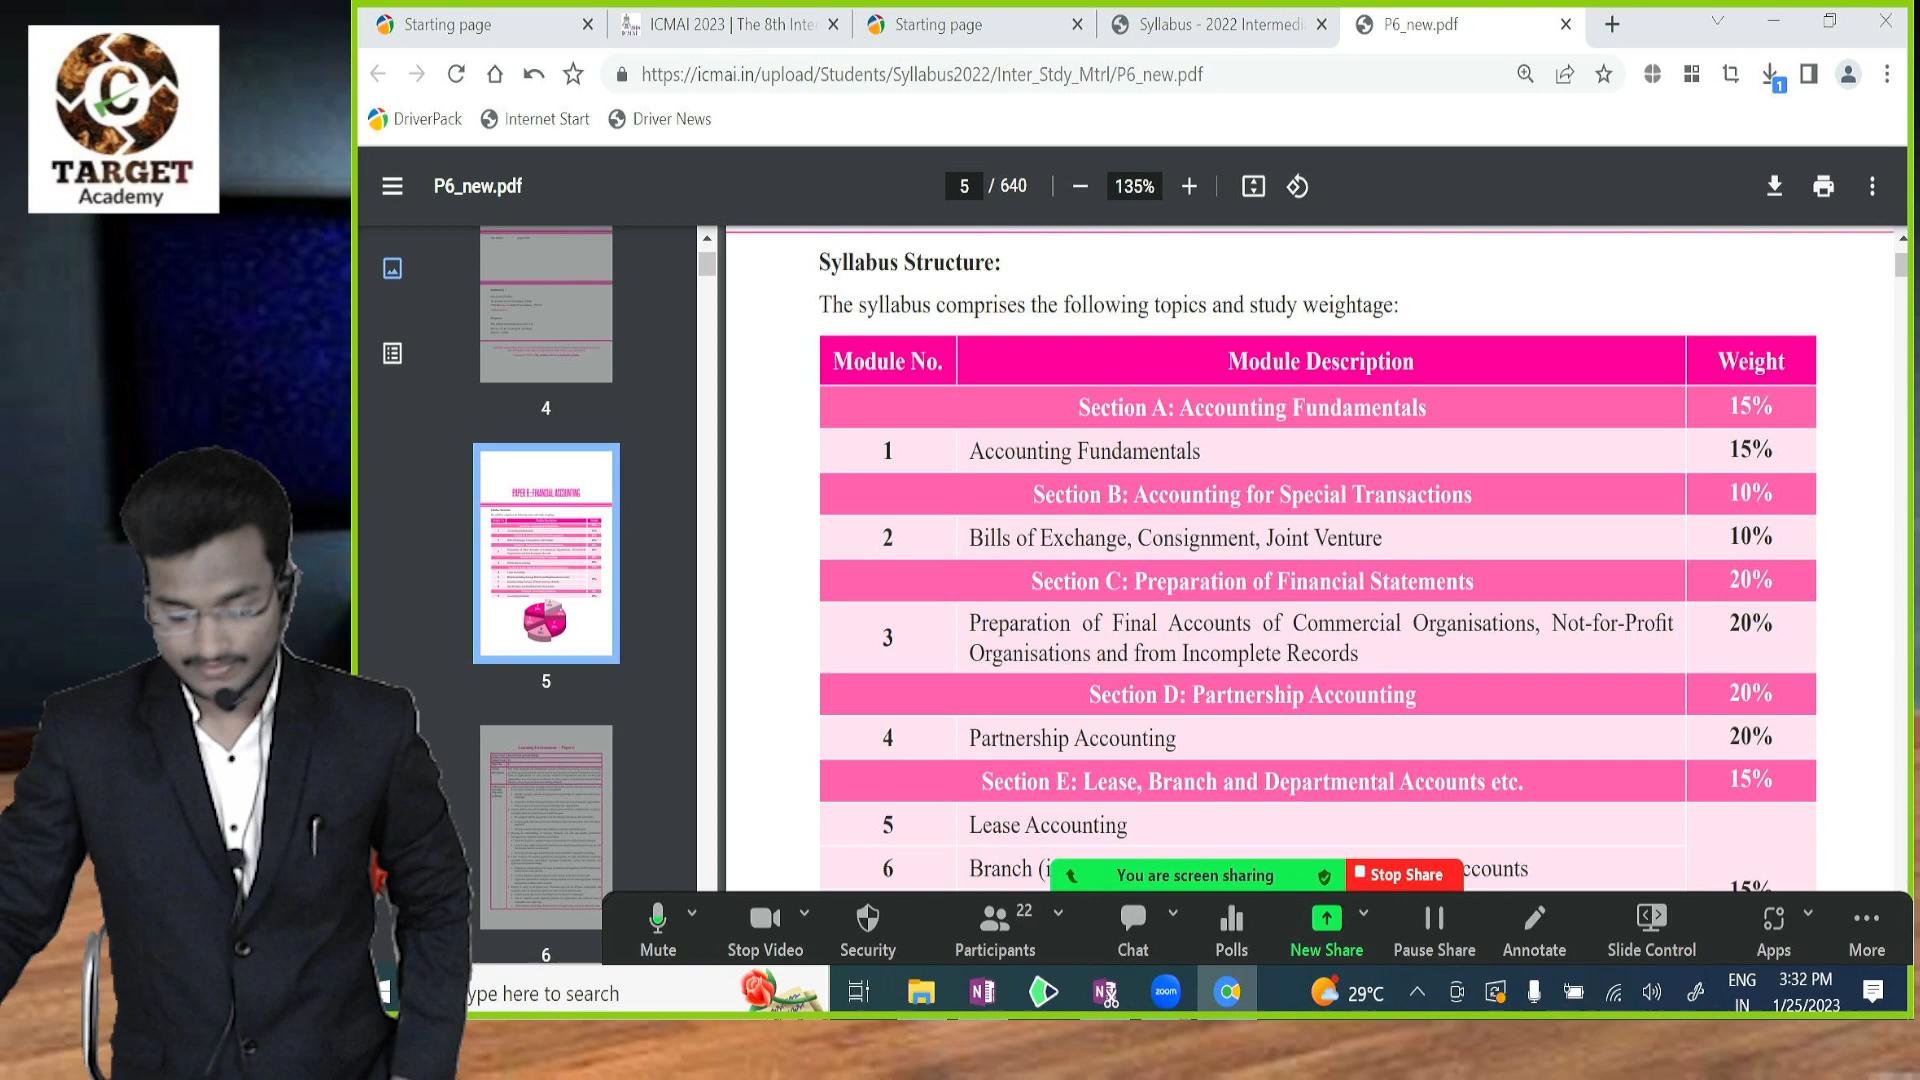 TARGET
Academy
Starting page
ICMAI 2023 | The 8th Inte
Starting page
Syllabus - 2022 Intermedi
P6_new.pdf
https://icmai.in/upload/Students/Syllabus2022/Inter_Stdy_Mtrl/P6_new.pdf
1
DriverPack
Internet Start
Driver News
P6_new.pdf
5 / 640
135%
4
PAPER 6: FINANCIAL ACCOUNTING
5
6
Syllabus Structure:
The syllabus comprises the following topics and study weightage:
Module No. Module Description Weight
Section A: Accounting Fundamentals 15%
1 Accounting Fundamentals 15%
Section B: Accounting for Special Transactions 10%
2 Bills of Exchange, Consignment, Joint Venture 10%
Section C: Preparation of Financial Statements 20%
3 Preparation of Final Accounts of Commercial Organisations, Not-for-Profit 20%
Organisations and from Incomplete Records
Section D: Partnership Accounting 20%
4 Partnership Accounting 20%
Section E: Lease, Branch and Departmental Accounts etc. 15%
5 Lease Accounting
6 Branch (i ccounts
15%
You are screen sharing
Stop Share
Mute
Stop Video
Security
22
Participants
Chat
Polls
New Share
Pause Share
Annotate
Slide Control
Apps
More
ype here to search
zoom
29°C
ENG
IN
3:32 PM
1/25/2023